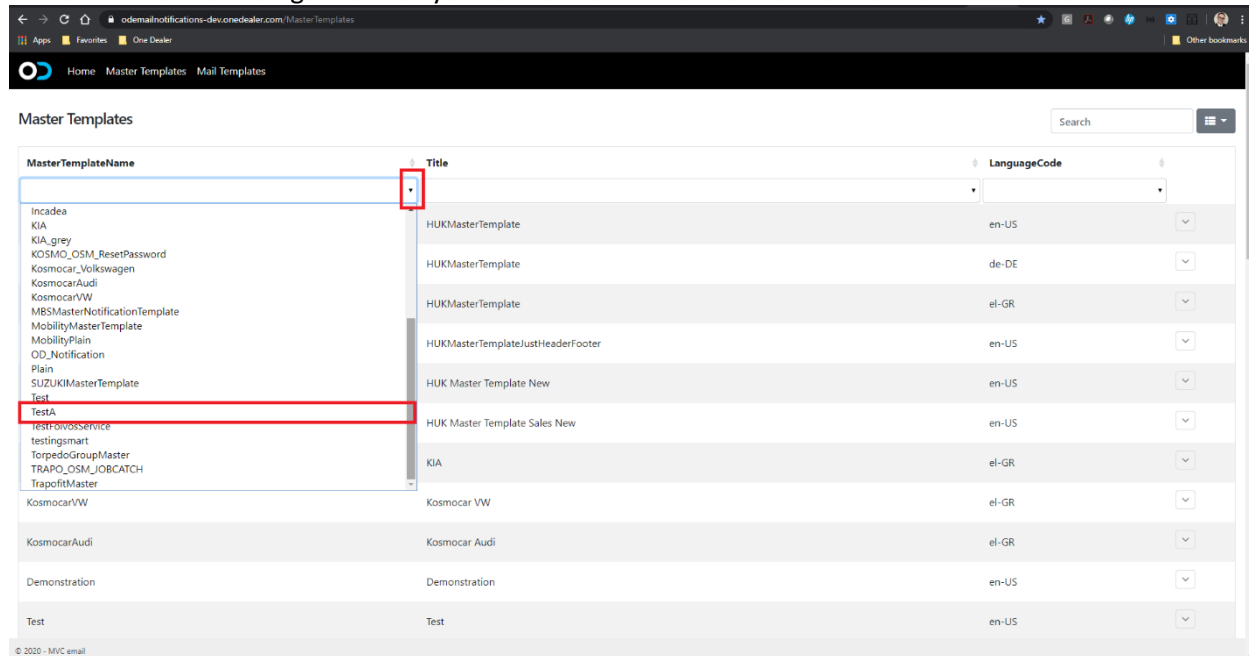 odemailnotifications-dev.onedealer.com/MasterTemplates
Apps Favorites One Dealer Other bookmarks
Home Master Templates Mail Templates
Master Templates
Search
MasterTemplateName Title LanguageCode
Incadea
KIA
KIA_grey
KOSMO_OSM_ResetPassword
Kosmocar_Volkswagen
KosmocarAudi
KosmocarVW
MBSMasterNotificationTemplate
MobilityMasterTemplate
MobilityPlain
OD_Notification
Plain
SUZUKIMasterTemplate
Test
TestA
TestFoivosService
testingsmart
TorpedoGroupMaster
TRAPO_OSM_JOBCATCH
TrapofitMaster
HUKMasterTemplate en-US
HUKMasterTemplate de-DE
HUKMasterTemplate el-GR
HUKMasterTemplateJustHeaderFooter en-US
HUK Master Template New en-US
HUK Master Template Sales New en-US
KIA el-GR
KosmocarVW Kosmocar VW el-GR
KosmocarAudi Kosmocar Audi el-GR
Demonstration Demonstration en-US
Test Test en-US
© 2020 - MVC email